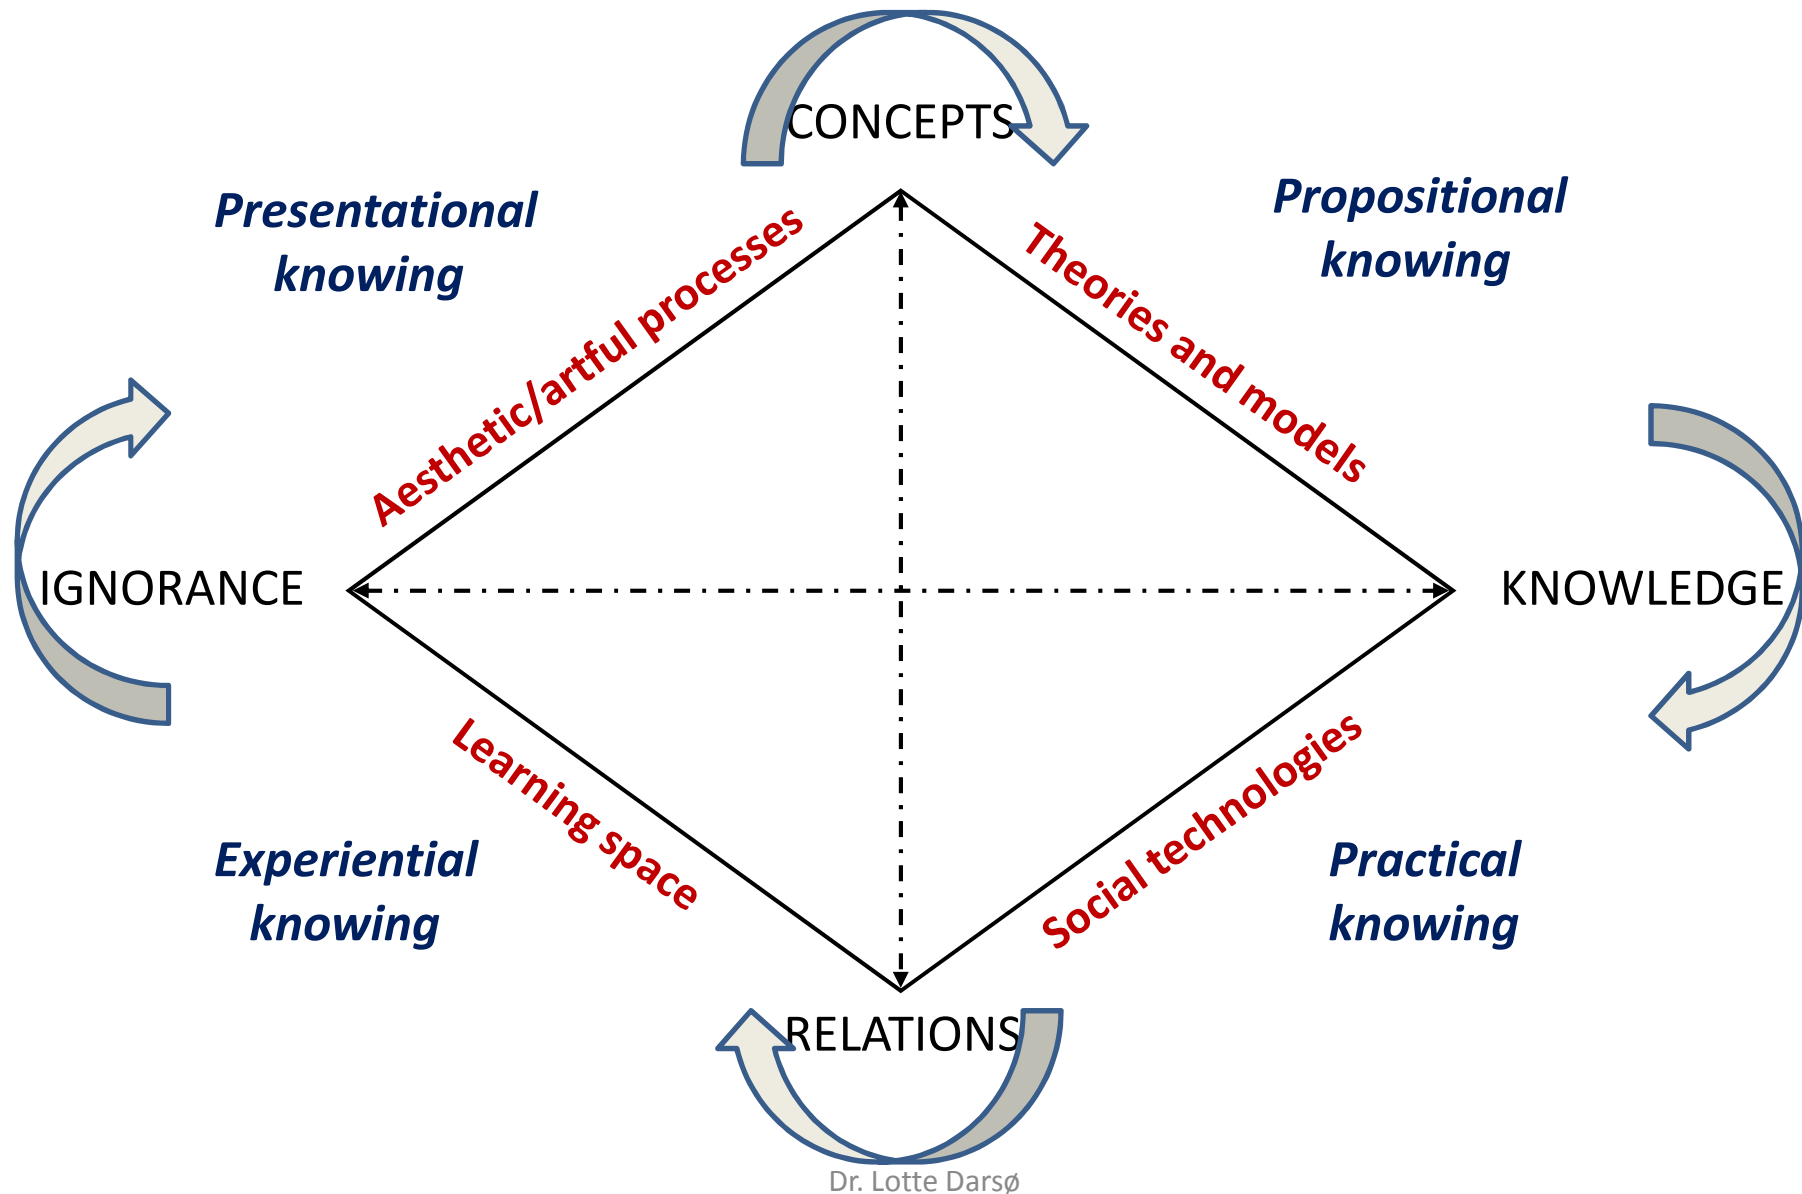 CONCEPTS
Presentational
knowing
Propositional
knowing
Aesthetic/artful processes
Theories and models
IGNORANCE
KNOWLEDGE
Learning space
Social technologies
Experiential
knowing
Practical
knowing
RELATIONS
Dr. Lotte Darsø